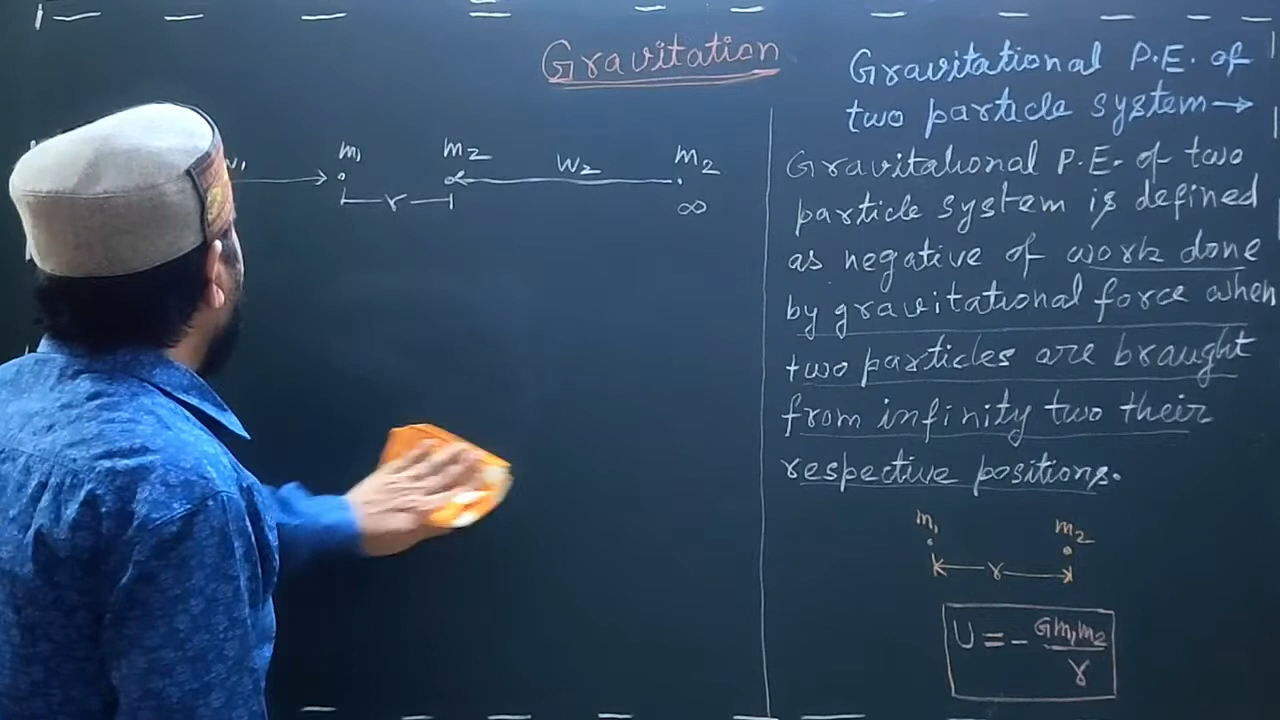 Gravitation
m₁ m₂ W₂ m₂
r ∞
Gravitational P.E. of
two particle system→
Gravitational P.E. of two
particle system is defined
as negative of work done
by gravitational force when
two particles are braught
from infinity two their
respective positions.
m₁ m₂
r
U = - Gm₁m₂
r